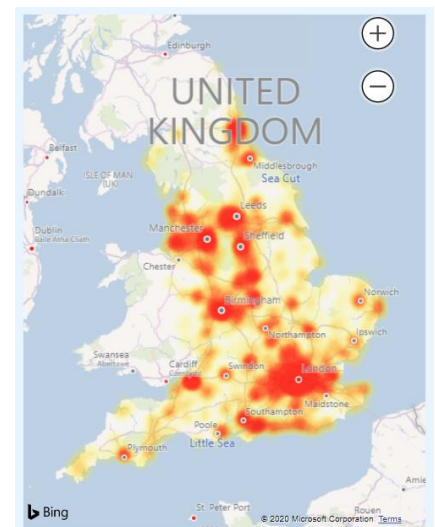 Edinburgh
UNITED
KINGDOM
Belfast
ISLE OF MAN
(UK)
Middlesbrough
Sea Cut
Dundalk
Leeds
Manchester
Sheffield
Dublin
Baile Átha Cliath
Chester
Norwich
Birmingham
Northampton
Ipswich
Swansea
Abertawe
Cardiff
Swindon
London
Maidstone
Southampton
Poole
Little Sea
Plymouth
Amie
St. Peter Port
Rouen
Bing
© 2020 Microsoft Corporation Terms